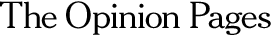 The Opinion Pages